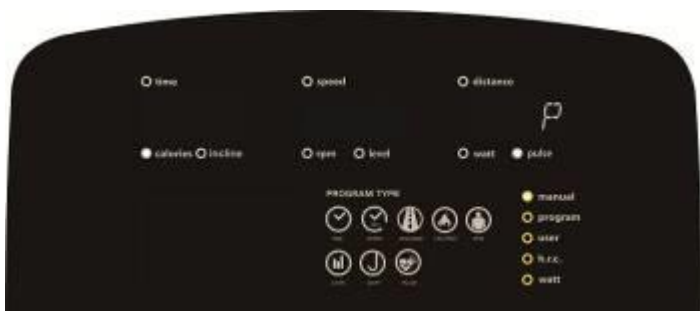 time speed distance
P
calories incline rpm level watt pulse
PROGRAM TYPE
manual
program
user
h.r.c.
watt